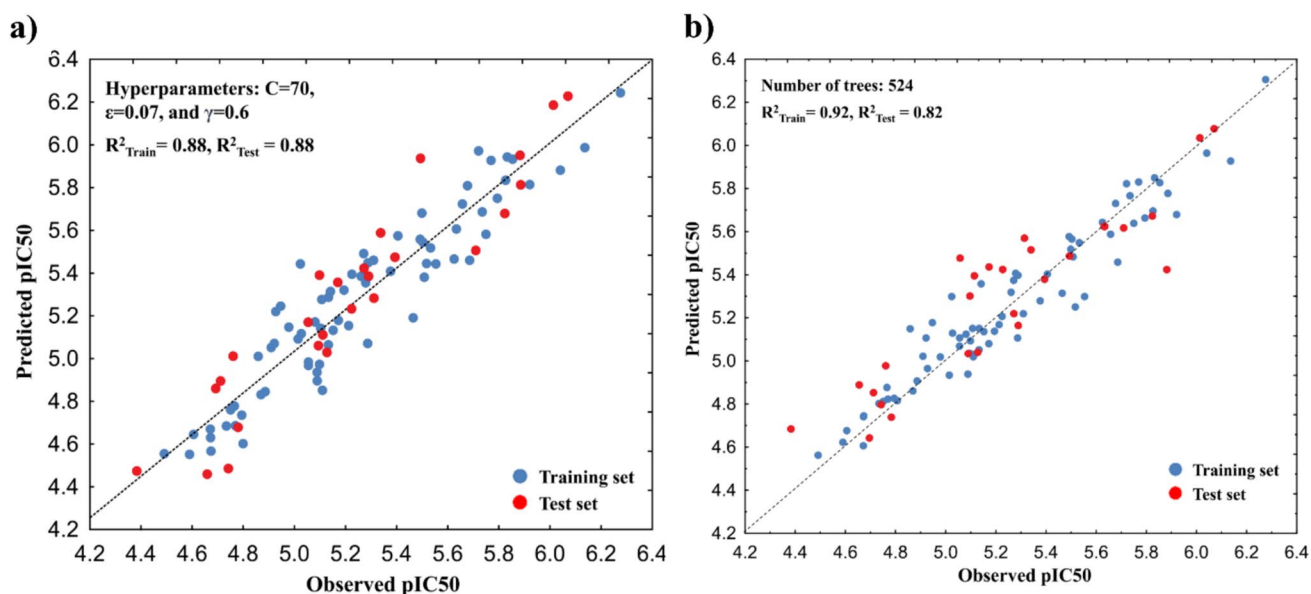 a)
Hyperparameters: C=70,
ε=0.07, and γ=0.6
R²Train = 0.88, R²Test = 0.88
6.4
6.2
6.0
5.8
5.6
5.4
5.2
5.0
4.8
4.6
4.4
4.2
Predicted pIC50
Training set
Test set
4.2 4.4 4.6 4.8 5.0 5.2 5.4 5.6 5.8 6.0 6.2 6.4
Observed pIC50
b)
Number of trees: 524
R²Train = 0.92, R²Test = 0.82
6.4
6.2
6.0
5.8
5.6
5.4
5.2
5.0
4.8
4.6
4.4
4.2
Predicted pIC50
Training set
Test set
4.2 4.4 4.6 4.8 5.0 5.2 5.4 5.6 5.8 6.0 6.2 6.4
Observed pIC50